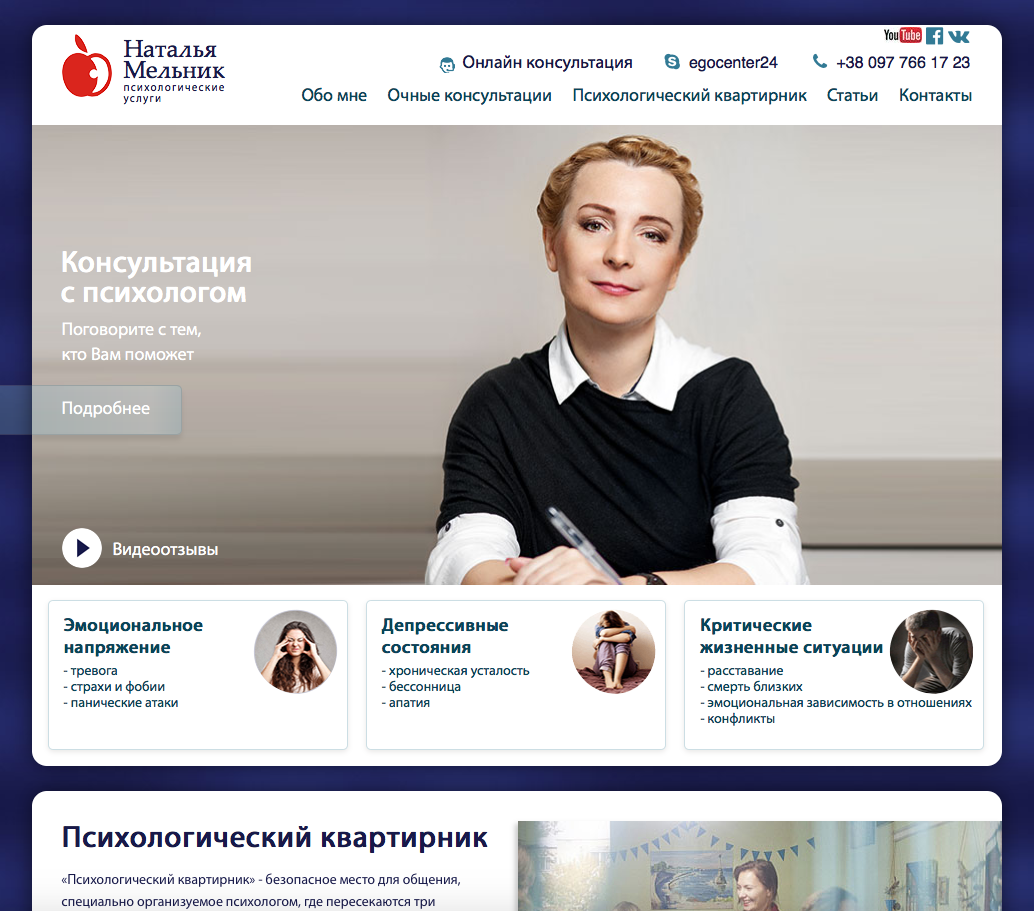 Наталья
Мельник
психологические
услуги
You Tube
Онлайн консультация
egocenter24
+38 097 766 17 23
Обо мне
Очные консультации
Психологический квартирник
Статьи
Контакты
Консультация
с психологом
Поговорите с тем,
кто Вам поможет
Подробнее
Видеоотзывы
Эмоциональное
напряжение
- тревога
- страхи и фобии
- панические атаки
Депрессивные
состояния
- хроническая усталость
- бессонница
- апатия
Критические
жизненные ситуации
- расставание
- смерть близких
- эмоциональная зависимость в отношениях
- конфликты
Психологический квартирник
«Психологический квартирник» - безопасное место для общения,
специально организуемое психологом, где пересекаются три